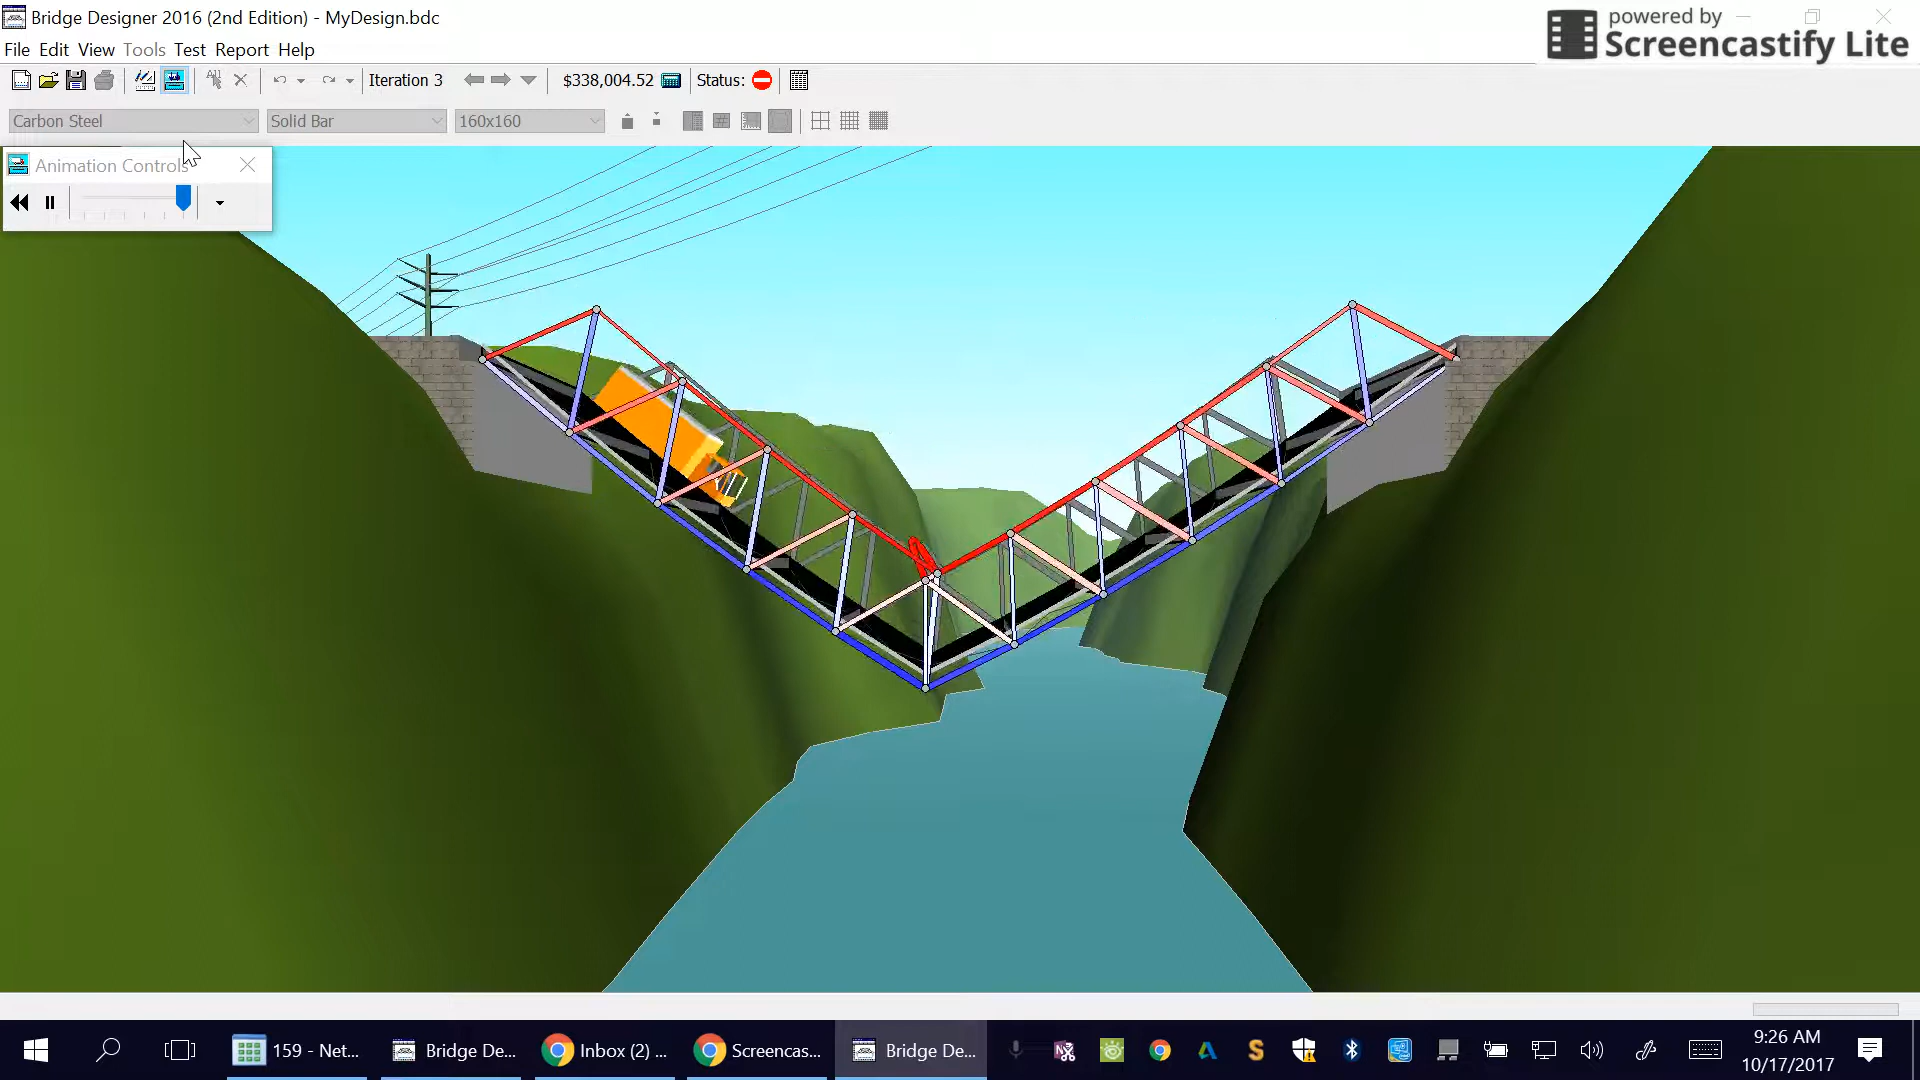 Bridge Designer 2016 (2nd Edition) - MyDesign.bdc
powered by
Screencastify Lite
File Edit View Tools Test Report Help
Iteration 3
$338,004.52
Status:
Carbon Steel
Solid Bar
160x160
Animation Controls
159 - Net...
Bridge De...
Inbox (2) ...
Screencas...
Bridge De...
9:26 AM
10/17/2017